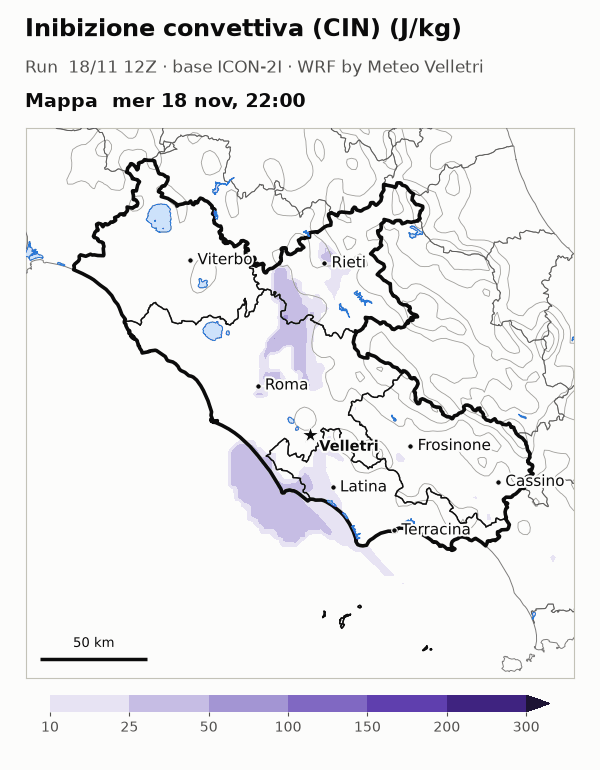 Inibizione convettiva (CIN) (J/kg)
Run 18/11 12Z · base ICON-2I · WRF by Meteo Velletri
Mappa mer 18 nov, 22:00
Viterbo
Rieti
Roma
Velletri
Frosinone
Latina
Cassino
Terracina
50 km
10 25 50 100 150 200 300